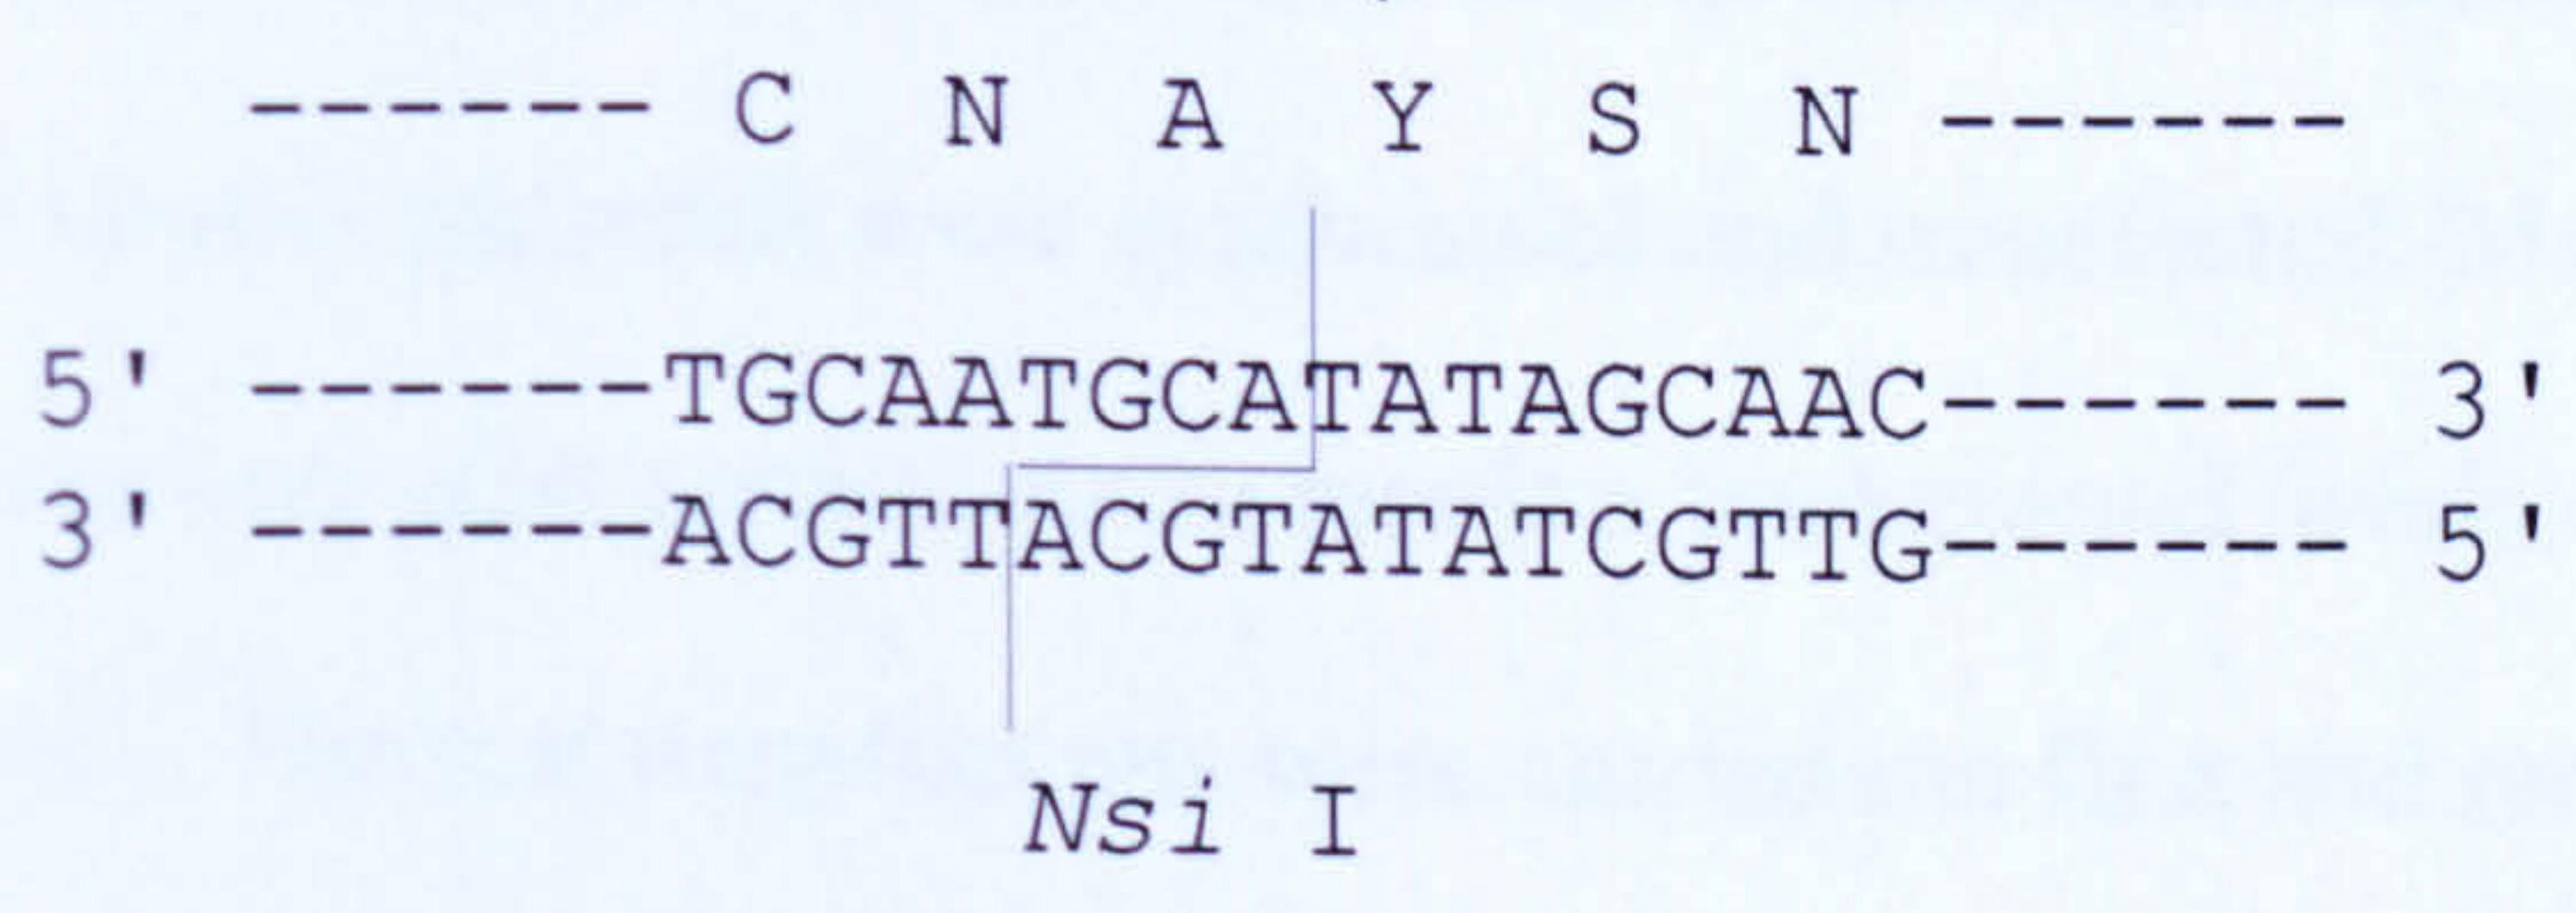 ------ C N A Y S N ------
5' ------TGCAATGCATATAGCAAC------ 3'
3' ------ACGTTACGTATATCGTTG------ 5'
Nsi I